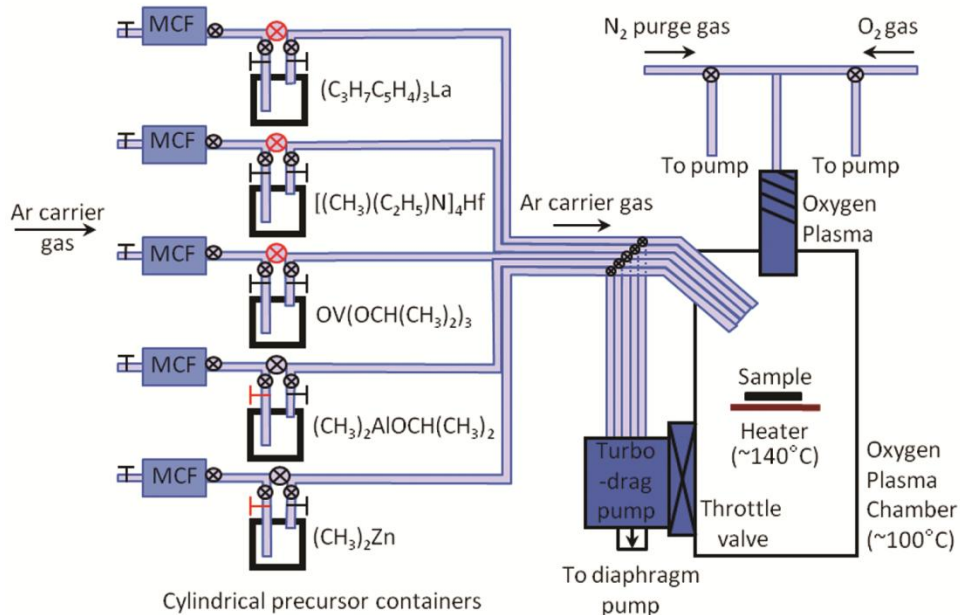 MCF
(C₃H₇C₅H₄)₃La
MCF
[(CH₃)(C₂H₅)N]₄Hf
Ar carrier
gas
MCF
OV(OCH(CH₃)₂)₃
MCF
(CH₃)₂AlOCH(CH₃)₂
MCF
(CH₃)₂Zn
Cylindrical precursor containers
N₂ purge gas
O₂ gas
To pump
To pump
Oxygen
Plasma
Ar carrier gas
Sample
Heater
(~140°C)
Turbo
-drag
pump
Throttle
valve
Oxygen
Plasma
Chamber
(~100°C)
To diaphragm
pump